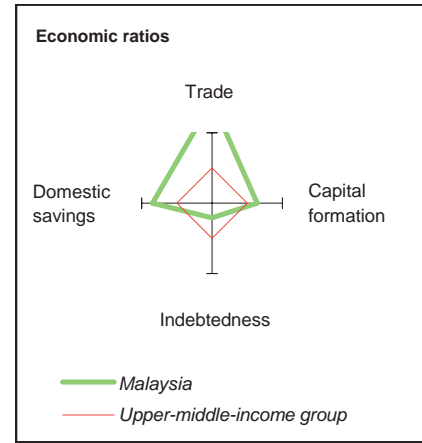 Economic ratios
Trade
Domestic
savings
Capital
formation
Indebtedness
Malaysia
Upper-middle-income group